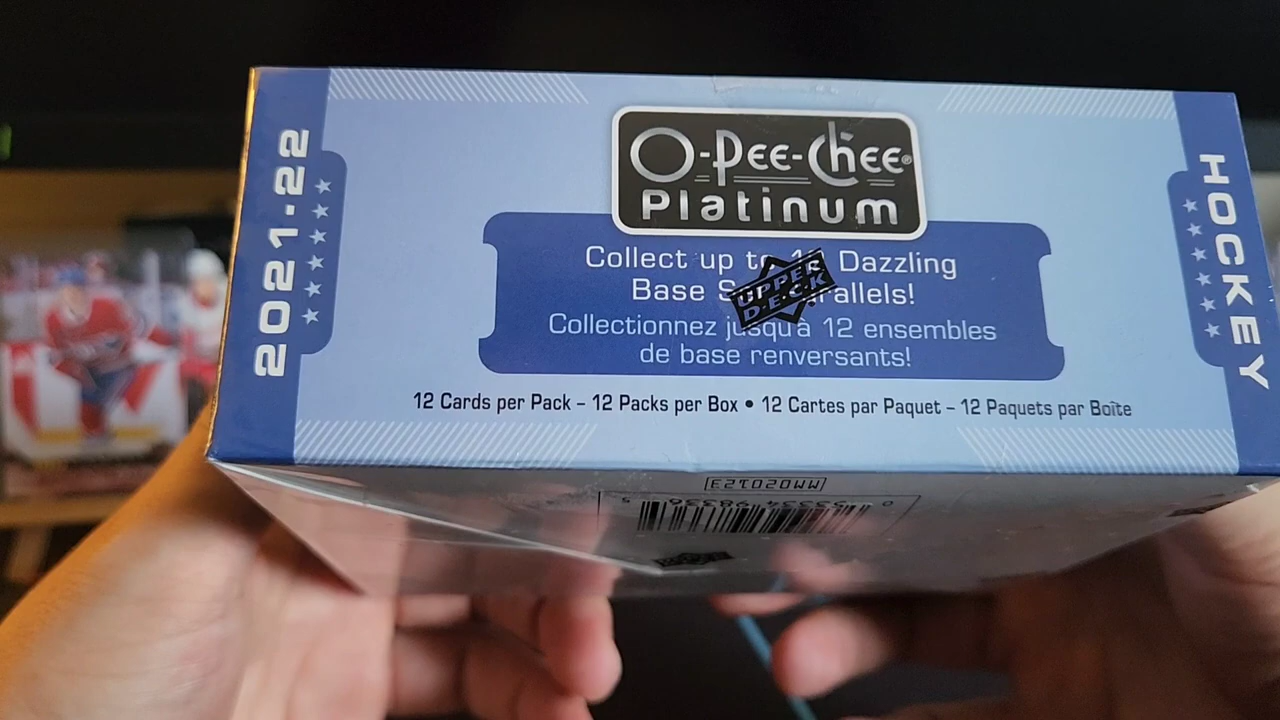 2021-22
O-Pee-Chee®
Platinum
HOCKEY
Collect up to 12 Dazzling
Base Set Parallels!
UPPER
DECK
Collectionnez jusqu'à 12 ensembles
de base renversants!
12 Cards per Pack – 12 Packs per Box • 12 Cartes par Paquet – 12 Paquets par Boîte